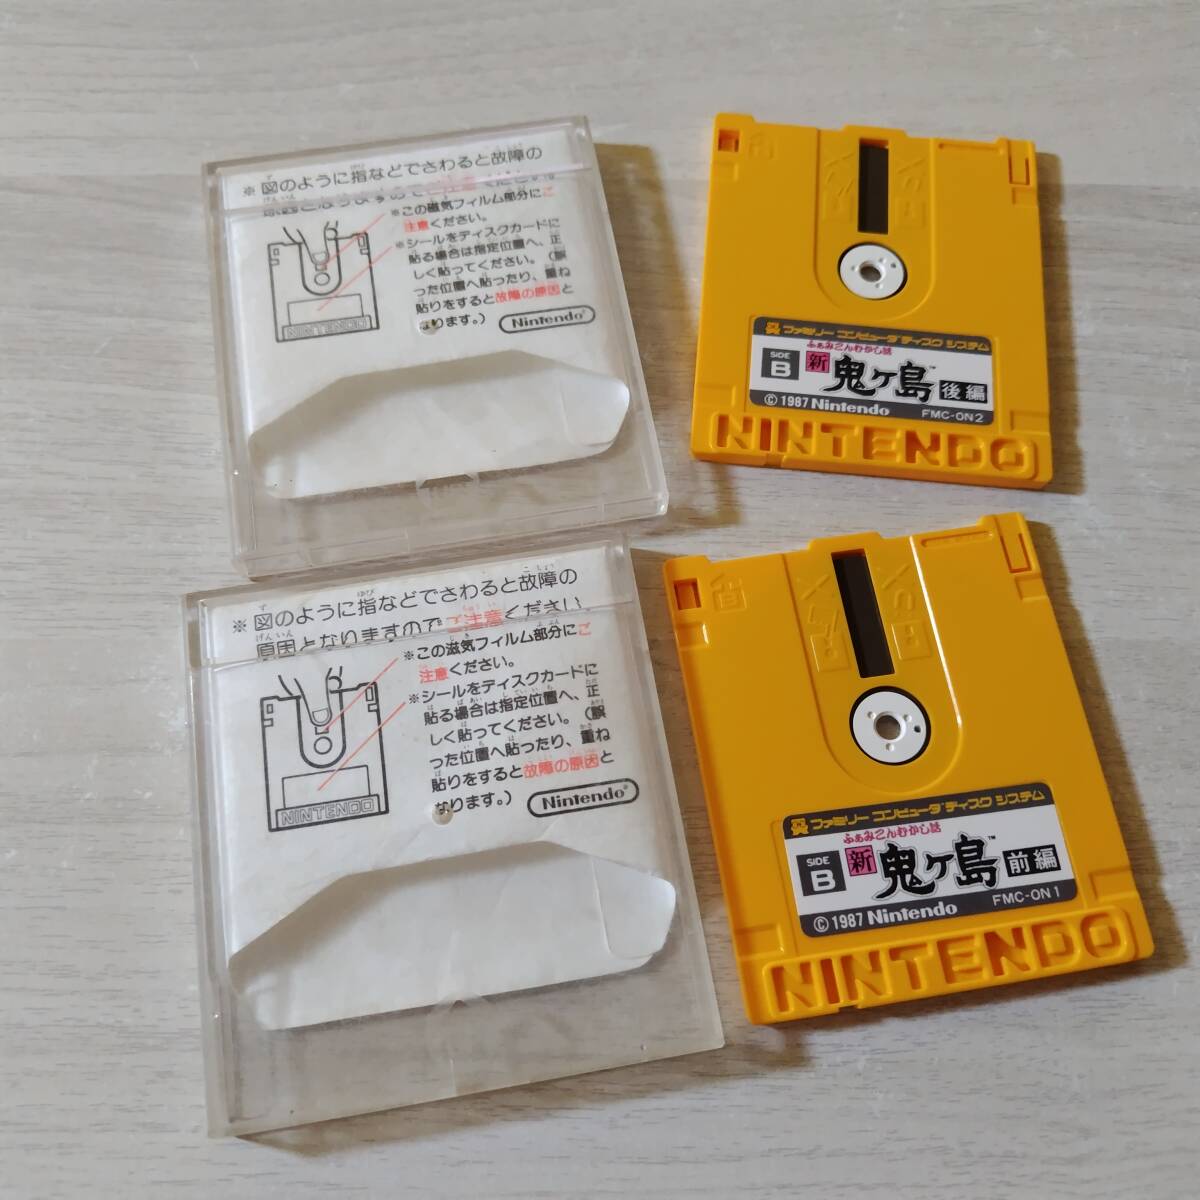 ※図のように指などでさわると故障の
※この磁気フィルム部分にご
注意ください。
※シールをディスクカードに
貼る場合は指定位置へ、正
しく貼ってください。(誤
った位置へ貼ったり、重ね
貼りをすると故障の原因と
なります。)
Nintendo
NINTENDO
ファミリー コンピュータ ディスク システム
ふぁみこんむかし話
SIDE B 新 鬼ヶ島 後編
© 1987 Nintendo FMC-ON2
NINTENDO
※図のように指などでさわると故障の
原因となりますのでご注意ください。
※この磁気フィルム部分にご
注意ください。
※シールをディスクカードに
貼る場合は指定位置へ、正
しく貼ってください。(誤
った位置へ貼ったり、重ね
貼りをすると故障の原因と
なります。)
Nintendo
NINTENDO
ファミリー コンピュータ ディスク システム
ふぁみこんむかし話
SIDE B 新 鬼ヶ島™ 前編
© 1987 Nintendo FMC-ON1
NINTENDO